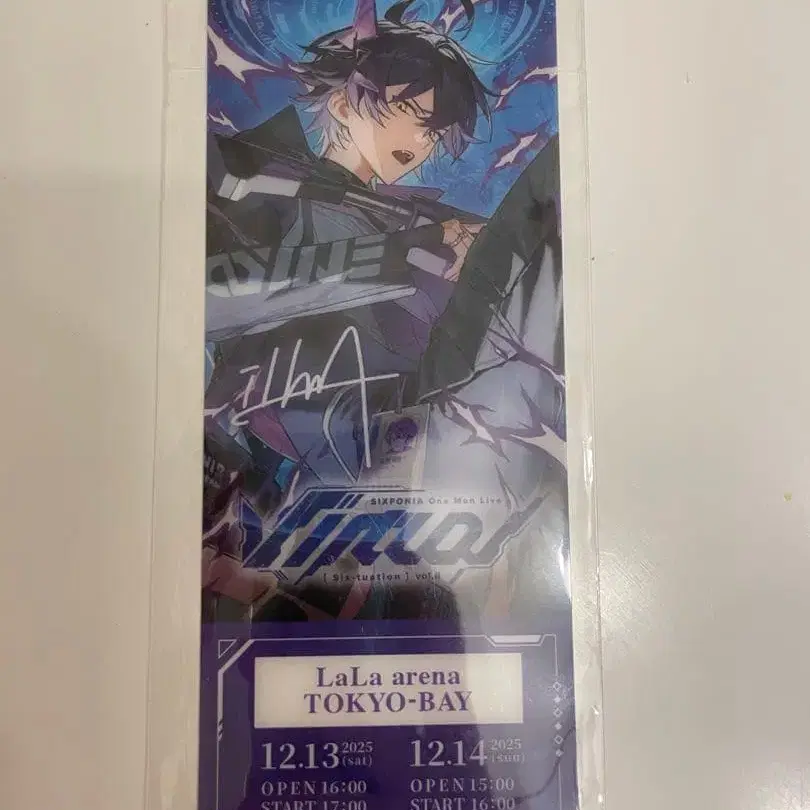 SIXFONIA One Man Live
[ Sis-tuation ] vol.II
LaLa arena
TOKYO-BAY
12.13 2025 (sat)
12.14 2025 (sun)
OPEN 16:00
OPEN 15:00
START 17:00
START 16:00